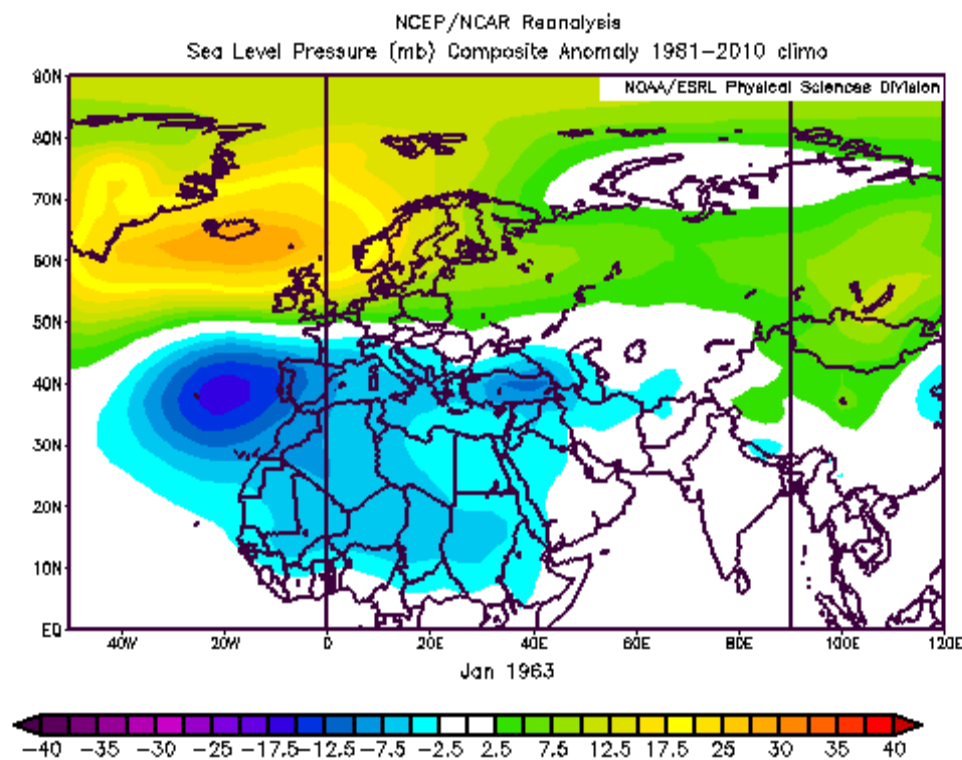 NCEP/NCAR Reanalysis
Sea Level Pressure (mb) Composite Anomaly 1981-2010 climo
NOAA/ESRL Physical Sciences Division
90N
80N
70N
60N
50N
40N
30N
20N
10N
EQ
40W 20W 0 20E 40E 60E 80E 100E 120E
Jan 1963
-40 -35 -30 -25 -17.5 -12.5 -7.5 -2.5 2.5 7.5 12.5 17.5 25 30 35 40